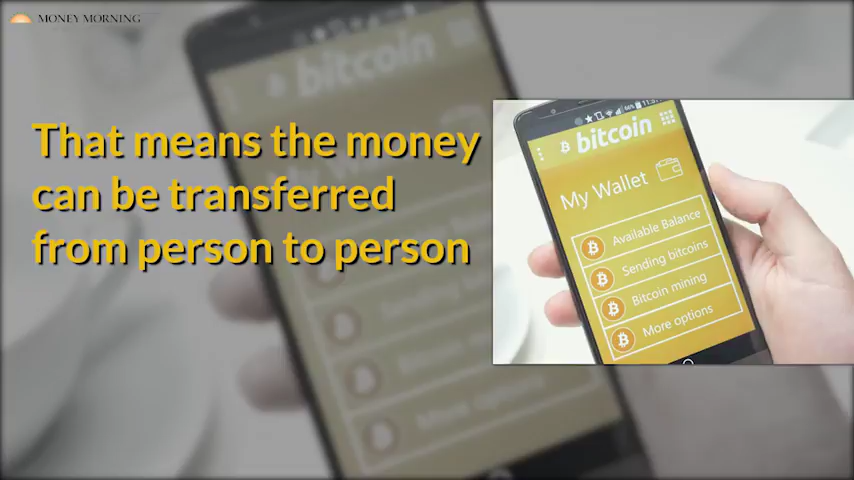 MONEY MORNING
That means the money
can be transferred
from person to person
bitcoin
My Wallet
Available Balance
Sending bitcoins
Bitcoin mining
More options